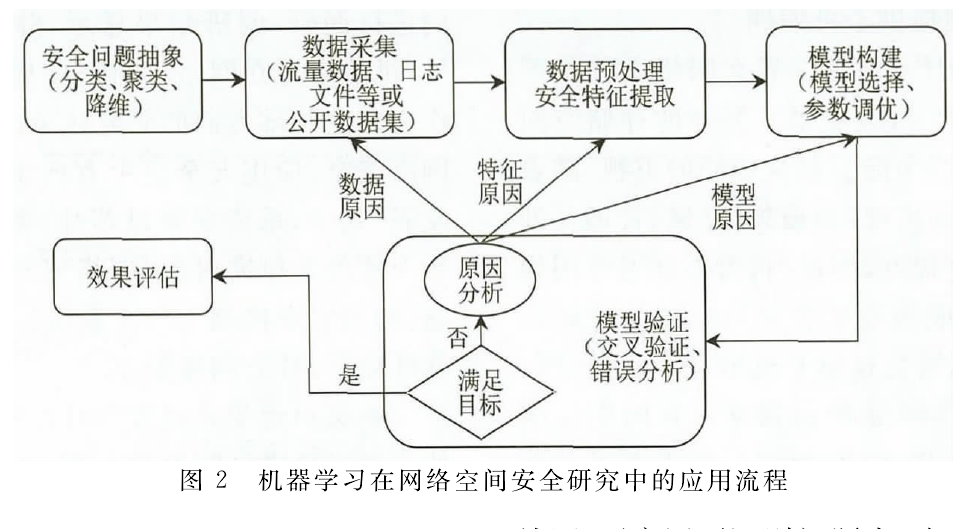 安全问题抽象
(分类、聚类、
降维)
数据采集
(流量数据、日志
文件等或
公开数据集)
数据预处理
安全特征提取
模型构建
(模型选择、
参数调优)
数据
原因
特征
原因
模型
原因
效果评估
原因
分析
否
是
满足
目标
模型验证
(交叉验证、
错误分析)
图 2 机器学习在网络空间安全研究中的应用流程